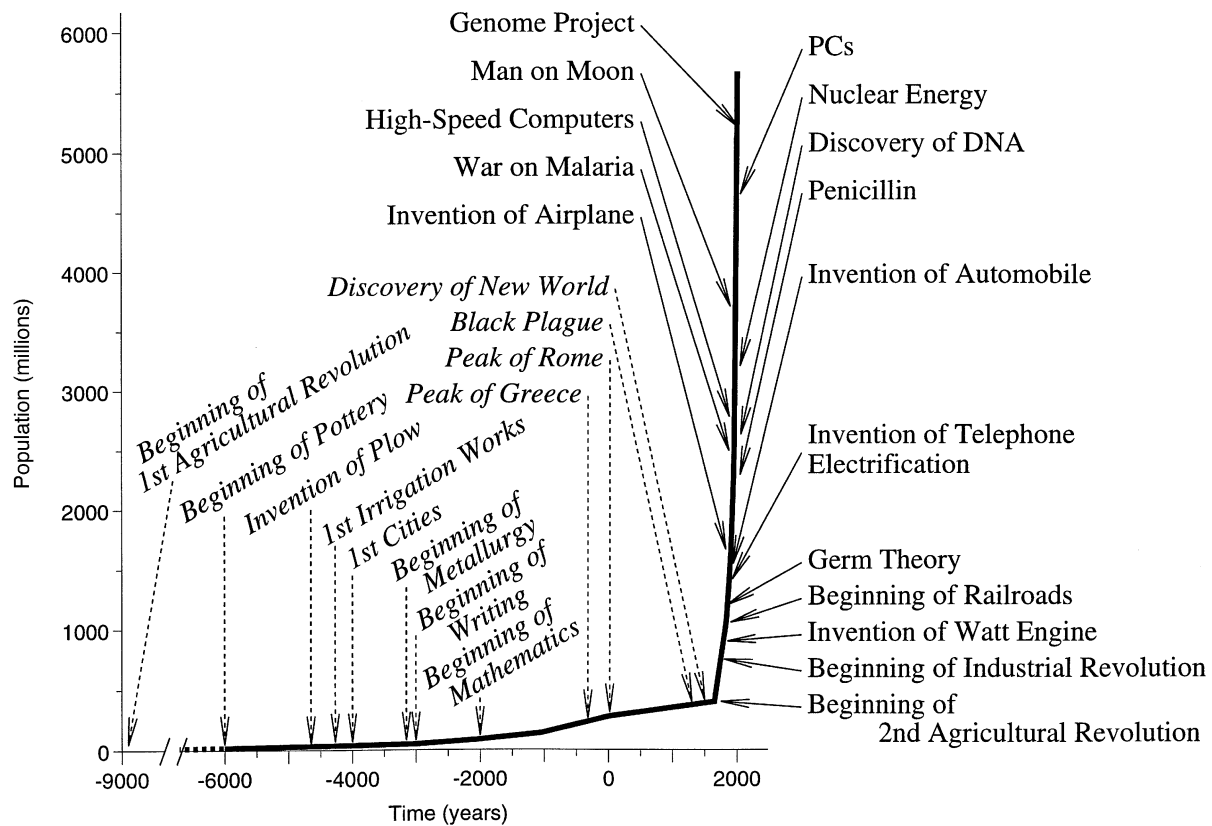 6000
5000
4000
3000
2000
1000
0
Population (millions)
-9000
-6000
-4000
-2000
0
2000
Time (years)
Genome Project
Man on Moon
High-Speed Computers
War on Malaria
Invention of Airplane
Discovery of New World
Black Plague
Peak of Rome
Peak of Greece
Beginning of
1st Agricultural Revolution
Beginning of Pottery
Invention of Plow
1st Irrigation Works
1st Cities
Beginning of
Metallurgy
Beginning of
Writing
Beginning of
Mathematics
PCs
Nuclear Energy
Discovery of DNA
Penicillin
Invention of Automobile
Invention of Telephone
Electrification
Germ Theory
Beginning of Railroads
Invention of Watt Engine
Beginning of Industrial Revolution
Beginning of
2nd Agricultural Revolution